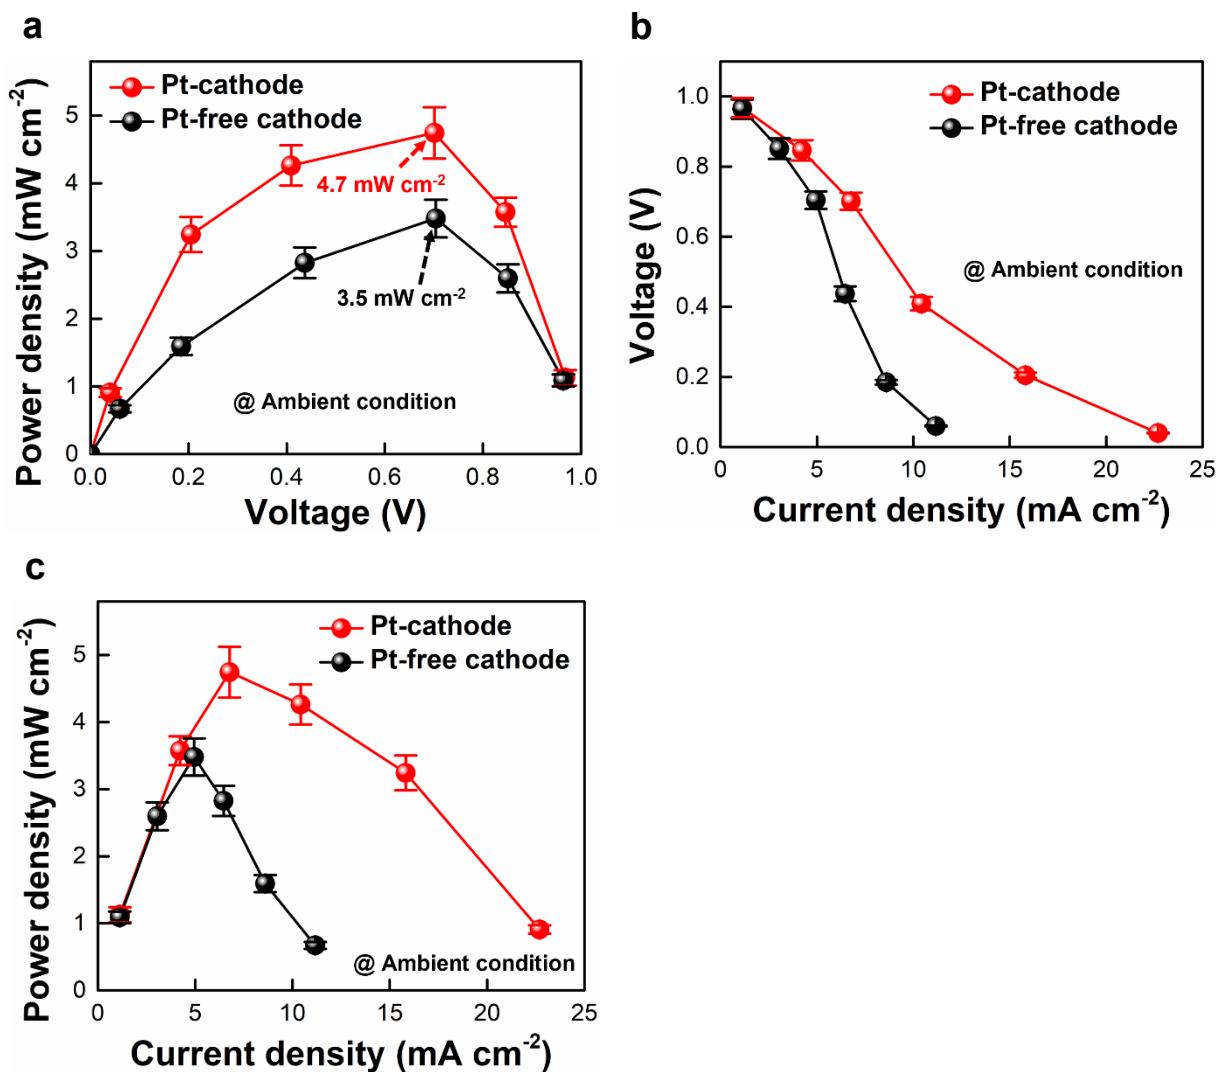 a
Pt-cathode
Pt-free cathode
4.7 mW cm-2
3.5 mW cm-2
@ Ambient condition
Power density (mW cm-2)
5
4
3
2
1
0
0.0 0.2 0.4 0.6 0.8 1.0
Voltage (V)
b
Pt-cathode
Pt-free cathode
@ Ambient condition
Voltage (V)
1.0
0.8
0.6
0.4
0.2
0.0
0 5 10 15 20 25
Current density (mA cm-2)
c
Pt-cathode
Pt-free cathode
@ Ambient condition
Power density (mW cm-2)
5
4
3
2
1
0
0 5 10 15 20 25
Current density (mA cm-2)